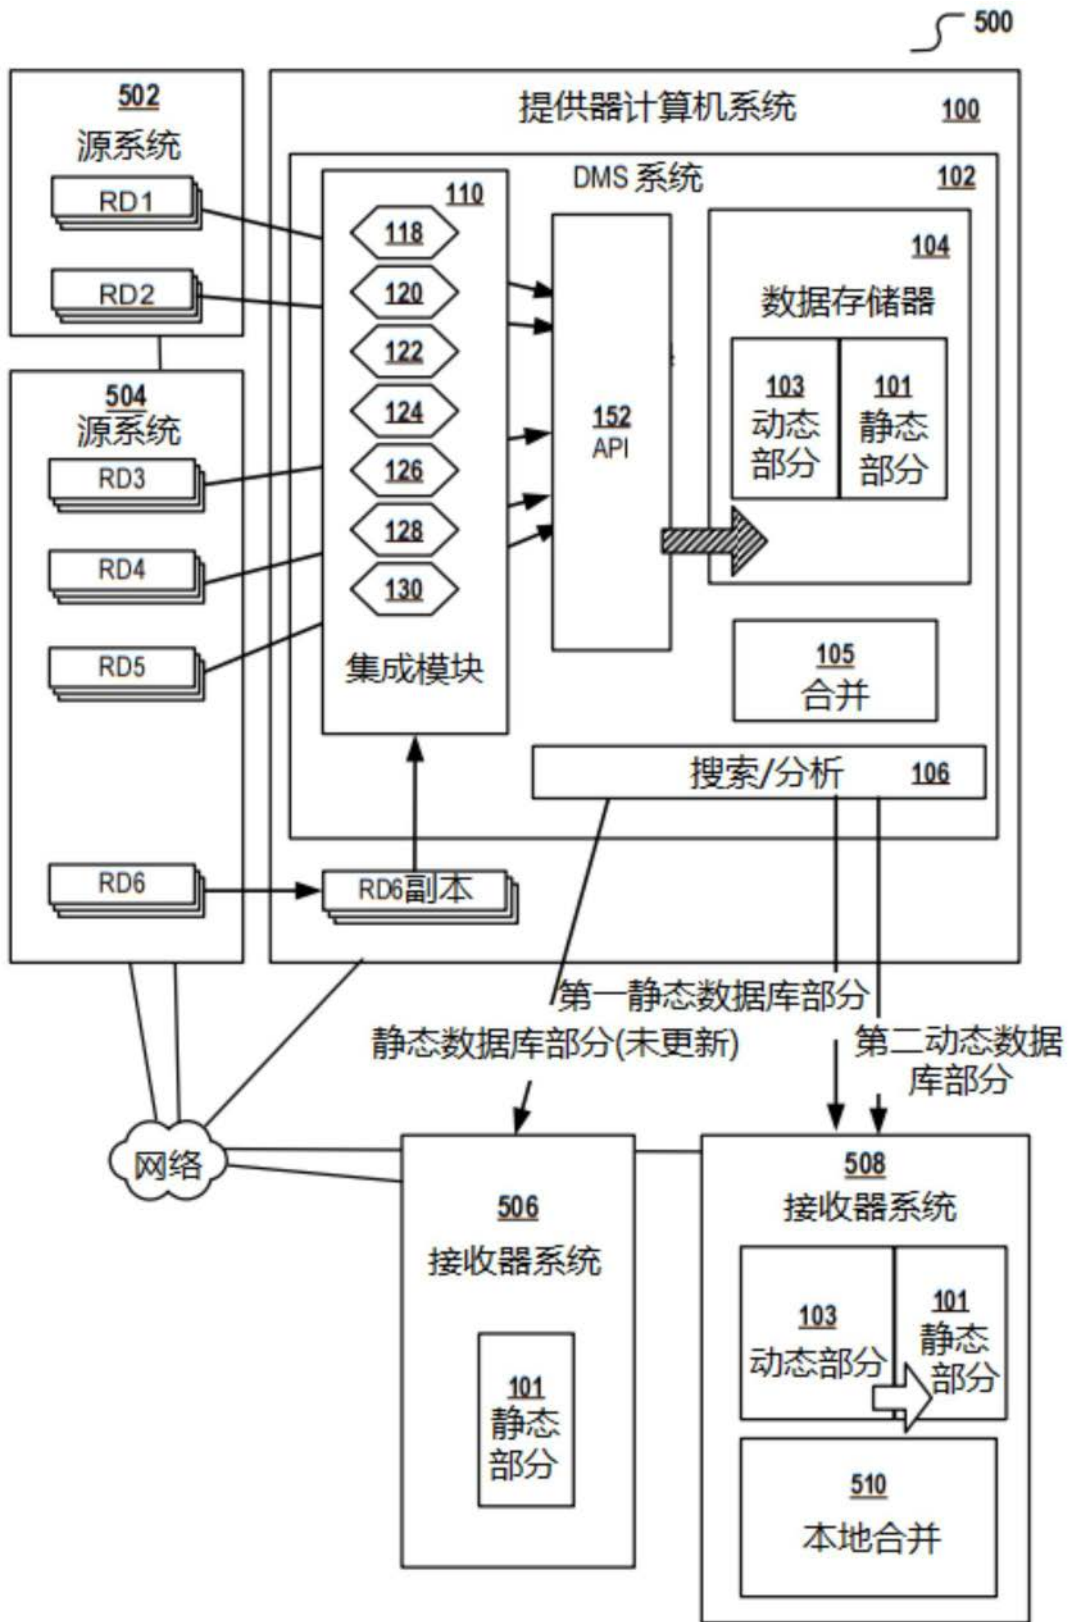 500
502
源系统
RD1
RD2
504
源系统
RD3
RD4
RD5
RD6
提供器计算机系统 100
DMS 系统 102
110
118
120
122
124
126
128
130
集成模块
152
API
104
数据存储器
103
动态
部分
101
静态
部分
105
合并
搜索/分析 106
RD6副本
第一静态数据库部分
静态数据库部分(未更新)
第二动态数据
库部分
网络
506
接收器系统
101
静态
部分
508
接收器系统
103
动态部分
101
静态
部分
510
本地合并